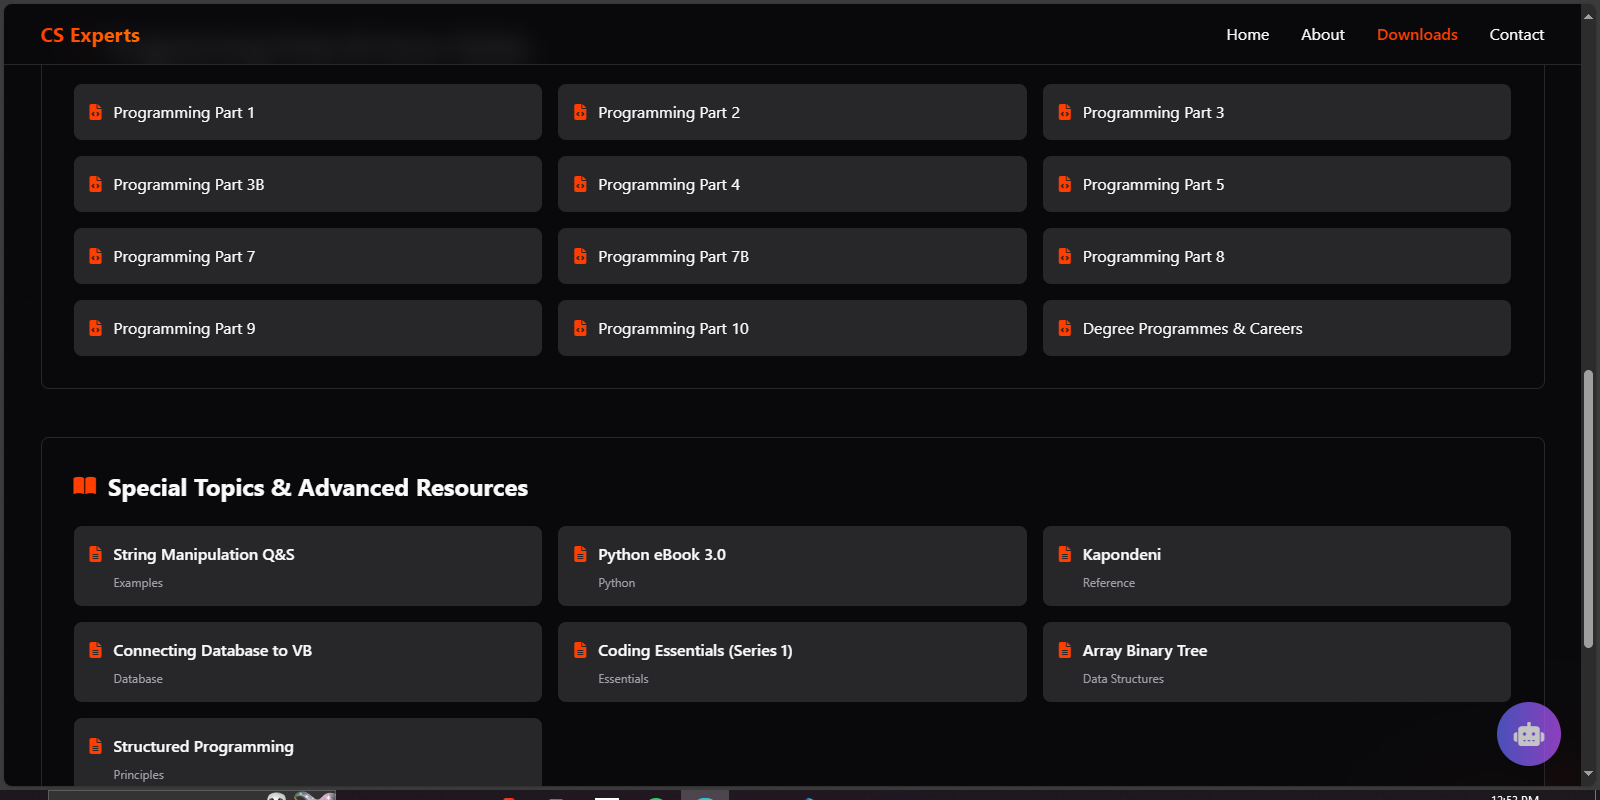 CS Experts
Home About Downloads Contact
Programming Part 1
Programming Part 2
Programming Part 3
Programming Part 3B
Programming Part 4
Programming Part 5
Programming Part 7
Programming Part 7B
Programming Part 8
Programming Part 9
Programming Part 10
Degree Programmes & Careers
Special Topics & Advanced Resources
String Manipulation Q&S
Examples
Python eBook 3.0
Python
Kapondeni
Reference
Connecting Database to VB
Database
Coding Essentials (Series 1)
Essentials
Array Binary Tree
Data Structures
Structured Programming
Principles